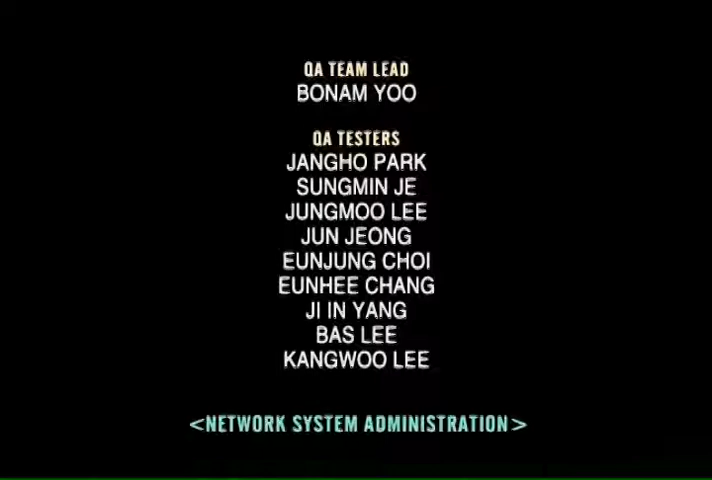 QA TEAM LEAD
BONAM YOO
QA TESTERS
JANGHO PARK
SUNGMIN JE
JUNGMOO LEE
JUN JEONG
EUNJUNG CHOI
EUNHEE CHANG
JI IN YANG
BAS LEE
KANGWOO LEE
<NETWORK SYSTEM ADMINISTRATION>